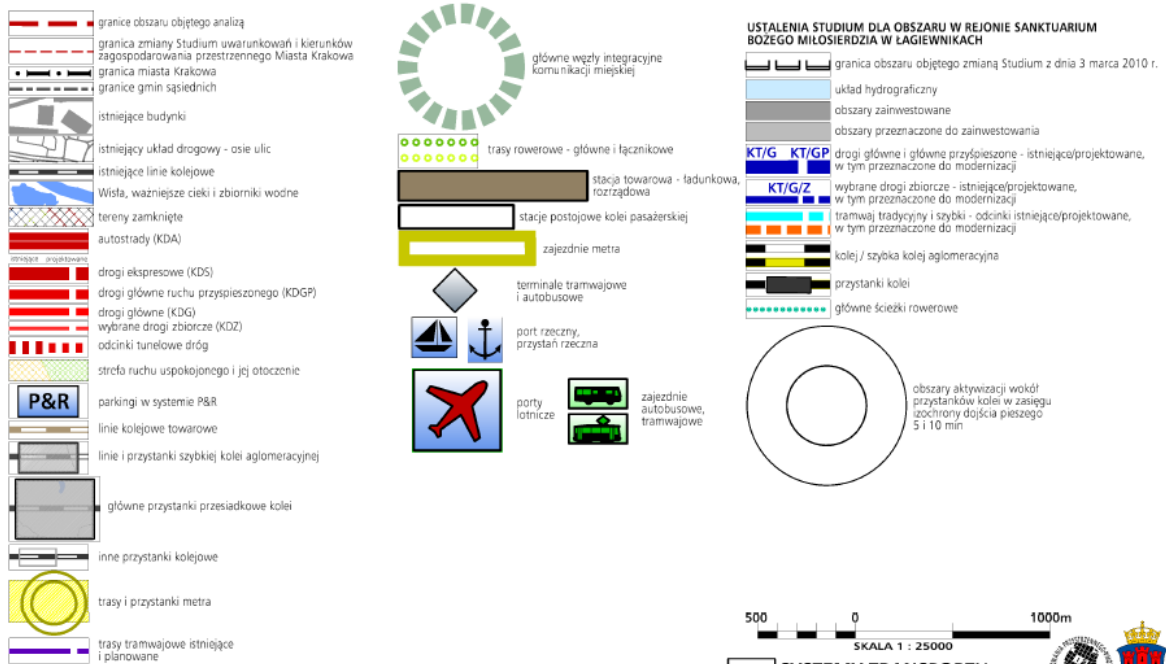 granice obszaru objętego analizą
granica zmiany Studium uwarunkowań i kierunków
zagospodarowania przestrzennego Miasta Krakowa
granica miasta Krakowa
granice gmin sąsiednich
istniejące budynki
istniejący układ drogowy - osie ulic
istniejące linie kolejowe
Wisła, ważniejsze cieki i zbiorniki wodne
tereny zamknięte
autostrady (KDA)
istniejące projektowane
drogi ekspresowe (KDS)
drogi główne ruchu przyspieszonego (KDGP)
drogi główne (KDG)
wybrane drogi zbiorcze (KDZ)
odcinki tunelowe dróg
strefa ruchu uspokojonego i jej otoczenie
P&R
parkingi w systemie P&R
linie kolejowe towarowe
linie i przystanki szybkiej kolei aglomeracyjnej
główne przystanki przesiadkowe kolei
inne przystanki kolejowe
trasy i przystanki metra
trasy tramwajowe istniejące
i planowane
główne węzły integracyjne
komunikacji miejskiej
trasy rowerowe - główne i łącznikowe
stacja towarowa - ładunkowa,
rozrządowa
stacje postojowe kolei pasażerskiej
zajezdnie metra
terminale tramwajowe
i autobusowe
port rzeczny,
przystań rzeczna
porty
lotnicze
zajezdnie
autobusowe,
tramwajowe
USTALENIA STUDIUM DLA OBSZARU W REJONIE SANKTUARIUM
BOŻEGO MIŁOSIERDZIA W ŁAGIEWNIKACH
granica obszaru objętego zmianą Studium z dnia 3 marca 2010 r.
układ hydrograficzny
obszary zainwestowane
obszary przeznaczone do zainwestowania
KT/G KT/GP
drogi główne i główne przyśpieszone - istniejące/projektowane,
w tym przeznaczone do modernizacji
KT/G/Z
wybrane drogi zbiorcze - istniejące/projektowane,
w tym przeznaczone do modernizacji
tramwaj tradycyjny i szybki - odcinki istniejące/projektowane,
w tym przeznaczone do modernizacji
kolej / szybka kolej aglomeracyjna
przystanki kolei
główne ścieżki rowerowe
obszary aktywizacji wokół
przystanków kolei w zasięgu
izochrony dojścia pieszego
5 i 10 min
500 0 1000m
SKALA 1 : 25000
SYSTEMY TRANSPORTU